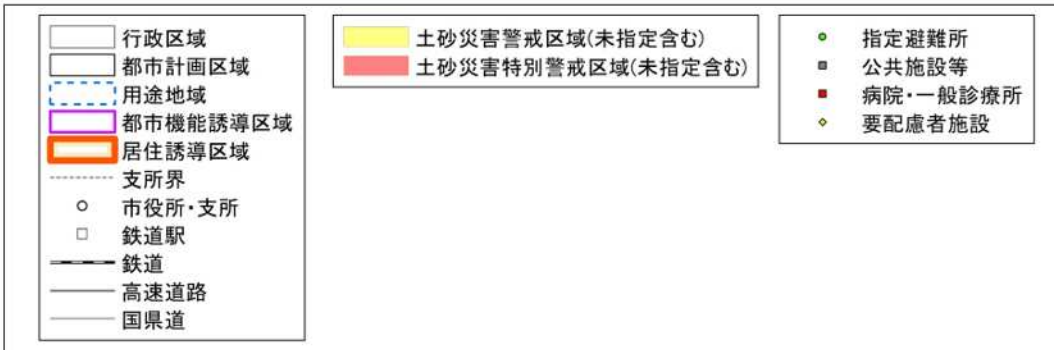 行政区域
都市計画区域
用途地域
都市機能誘導区域
居住誘導区域
支所界
市役所・支所
鉄道駅
鉄道
高速道路
国県道
土砂災害警戒区域(未指定含む)
土砂災害特別警戒区域(未指定含む)
指定避難所
公共施設等
病院・一般診療所
要配慮者施設